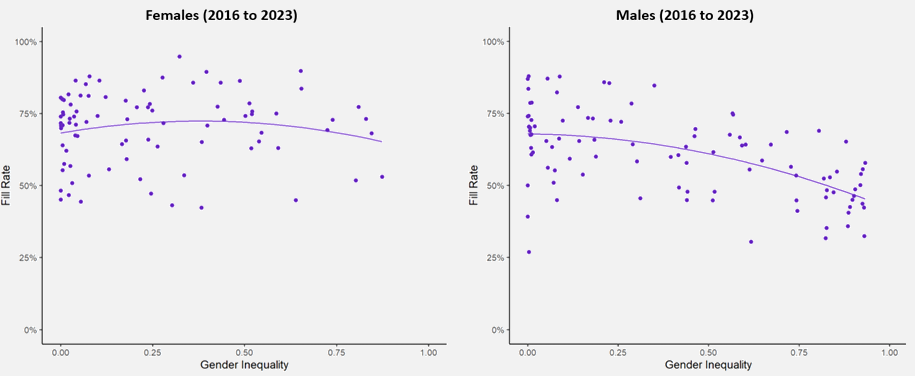 Females (2016 to 2023)
100%
75%
50%
25%
0%
Fill Rate
0.00 0.25 0.50 0.75 1.00
Gender Inequality
Males (2016 to 2023)
100%
75%
50%
25%
0%
Fill Rate
0.00 0.25 0.50 0.75 1.00
Gender Inequality